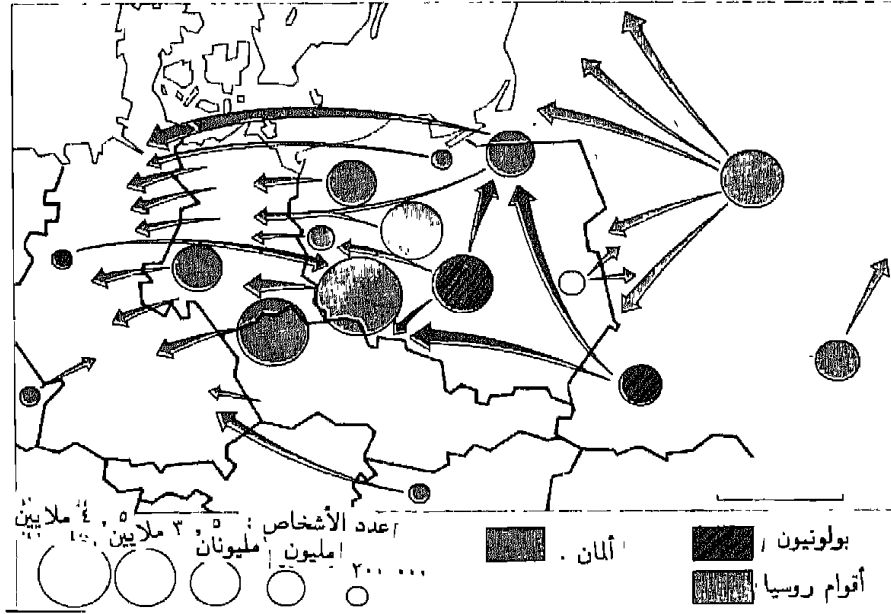 عدد الأشخاص : ٣,٥ ملايين ٤,٥ ملايين
مليون مليونان
٢٠٠ ٠٠٠
ألمان .
بولونيون
أقوام روسيا